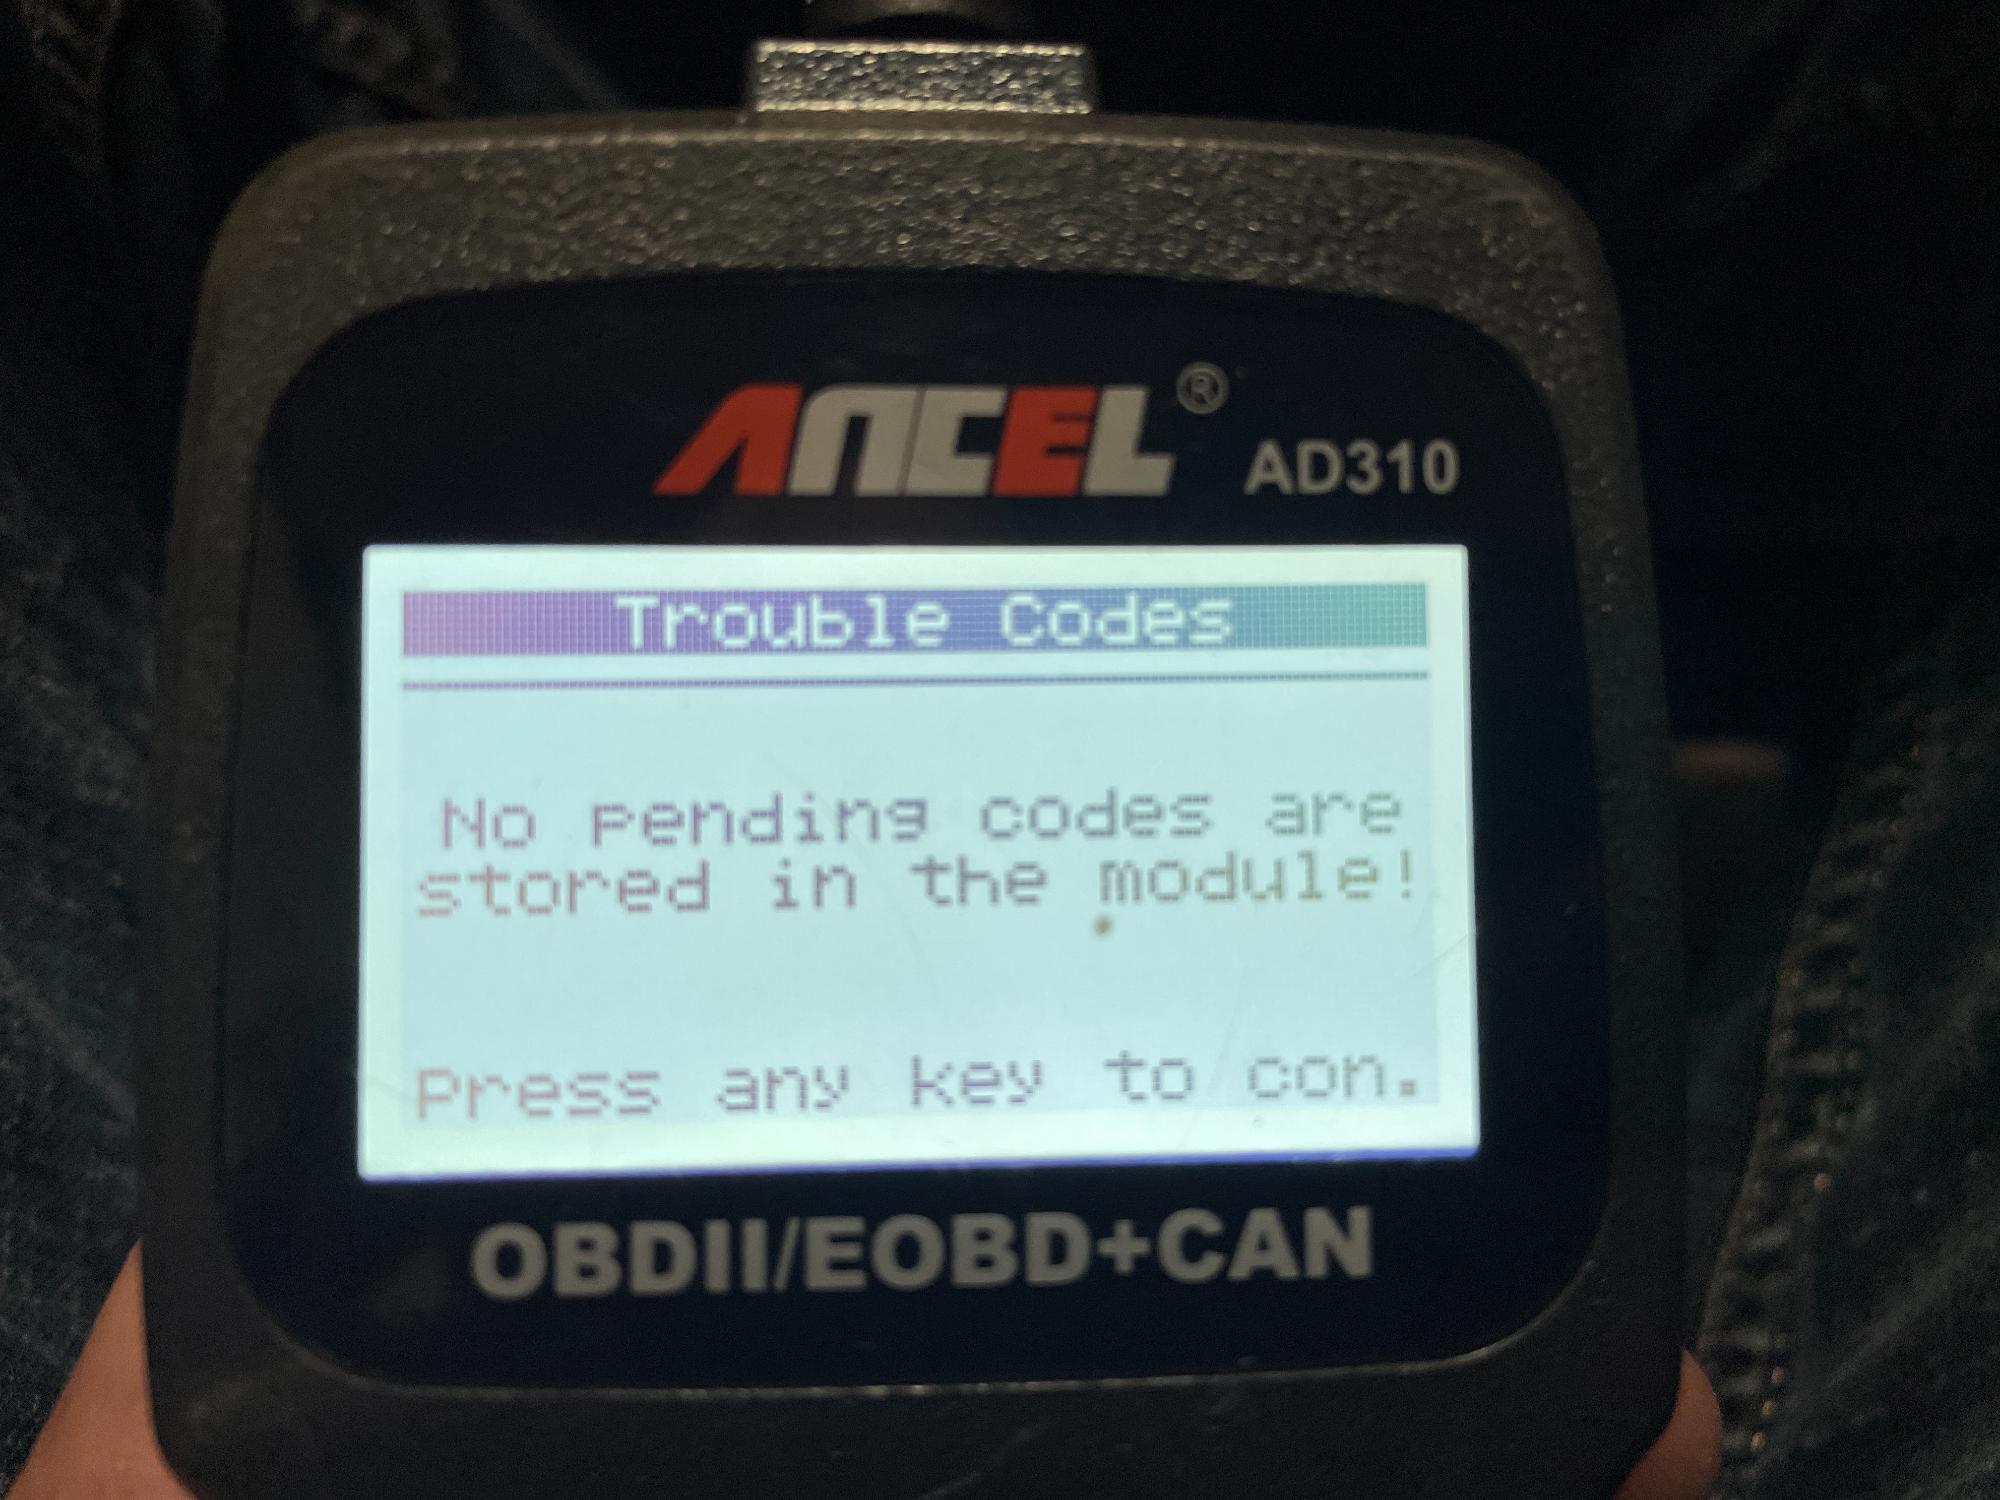 ANCEL® AD310
Trouble Codes
No pending codes are
stored in the module!
Press any key to con.
OBDII/EOBD+CAN